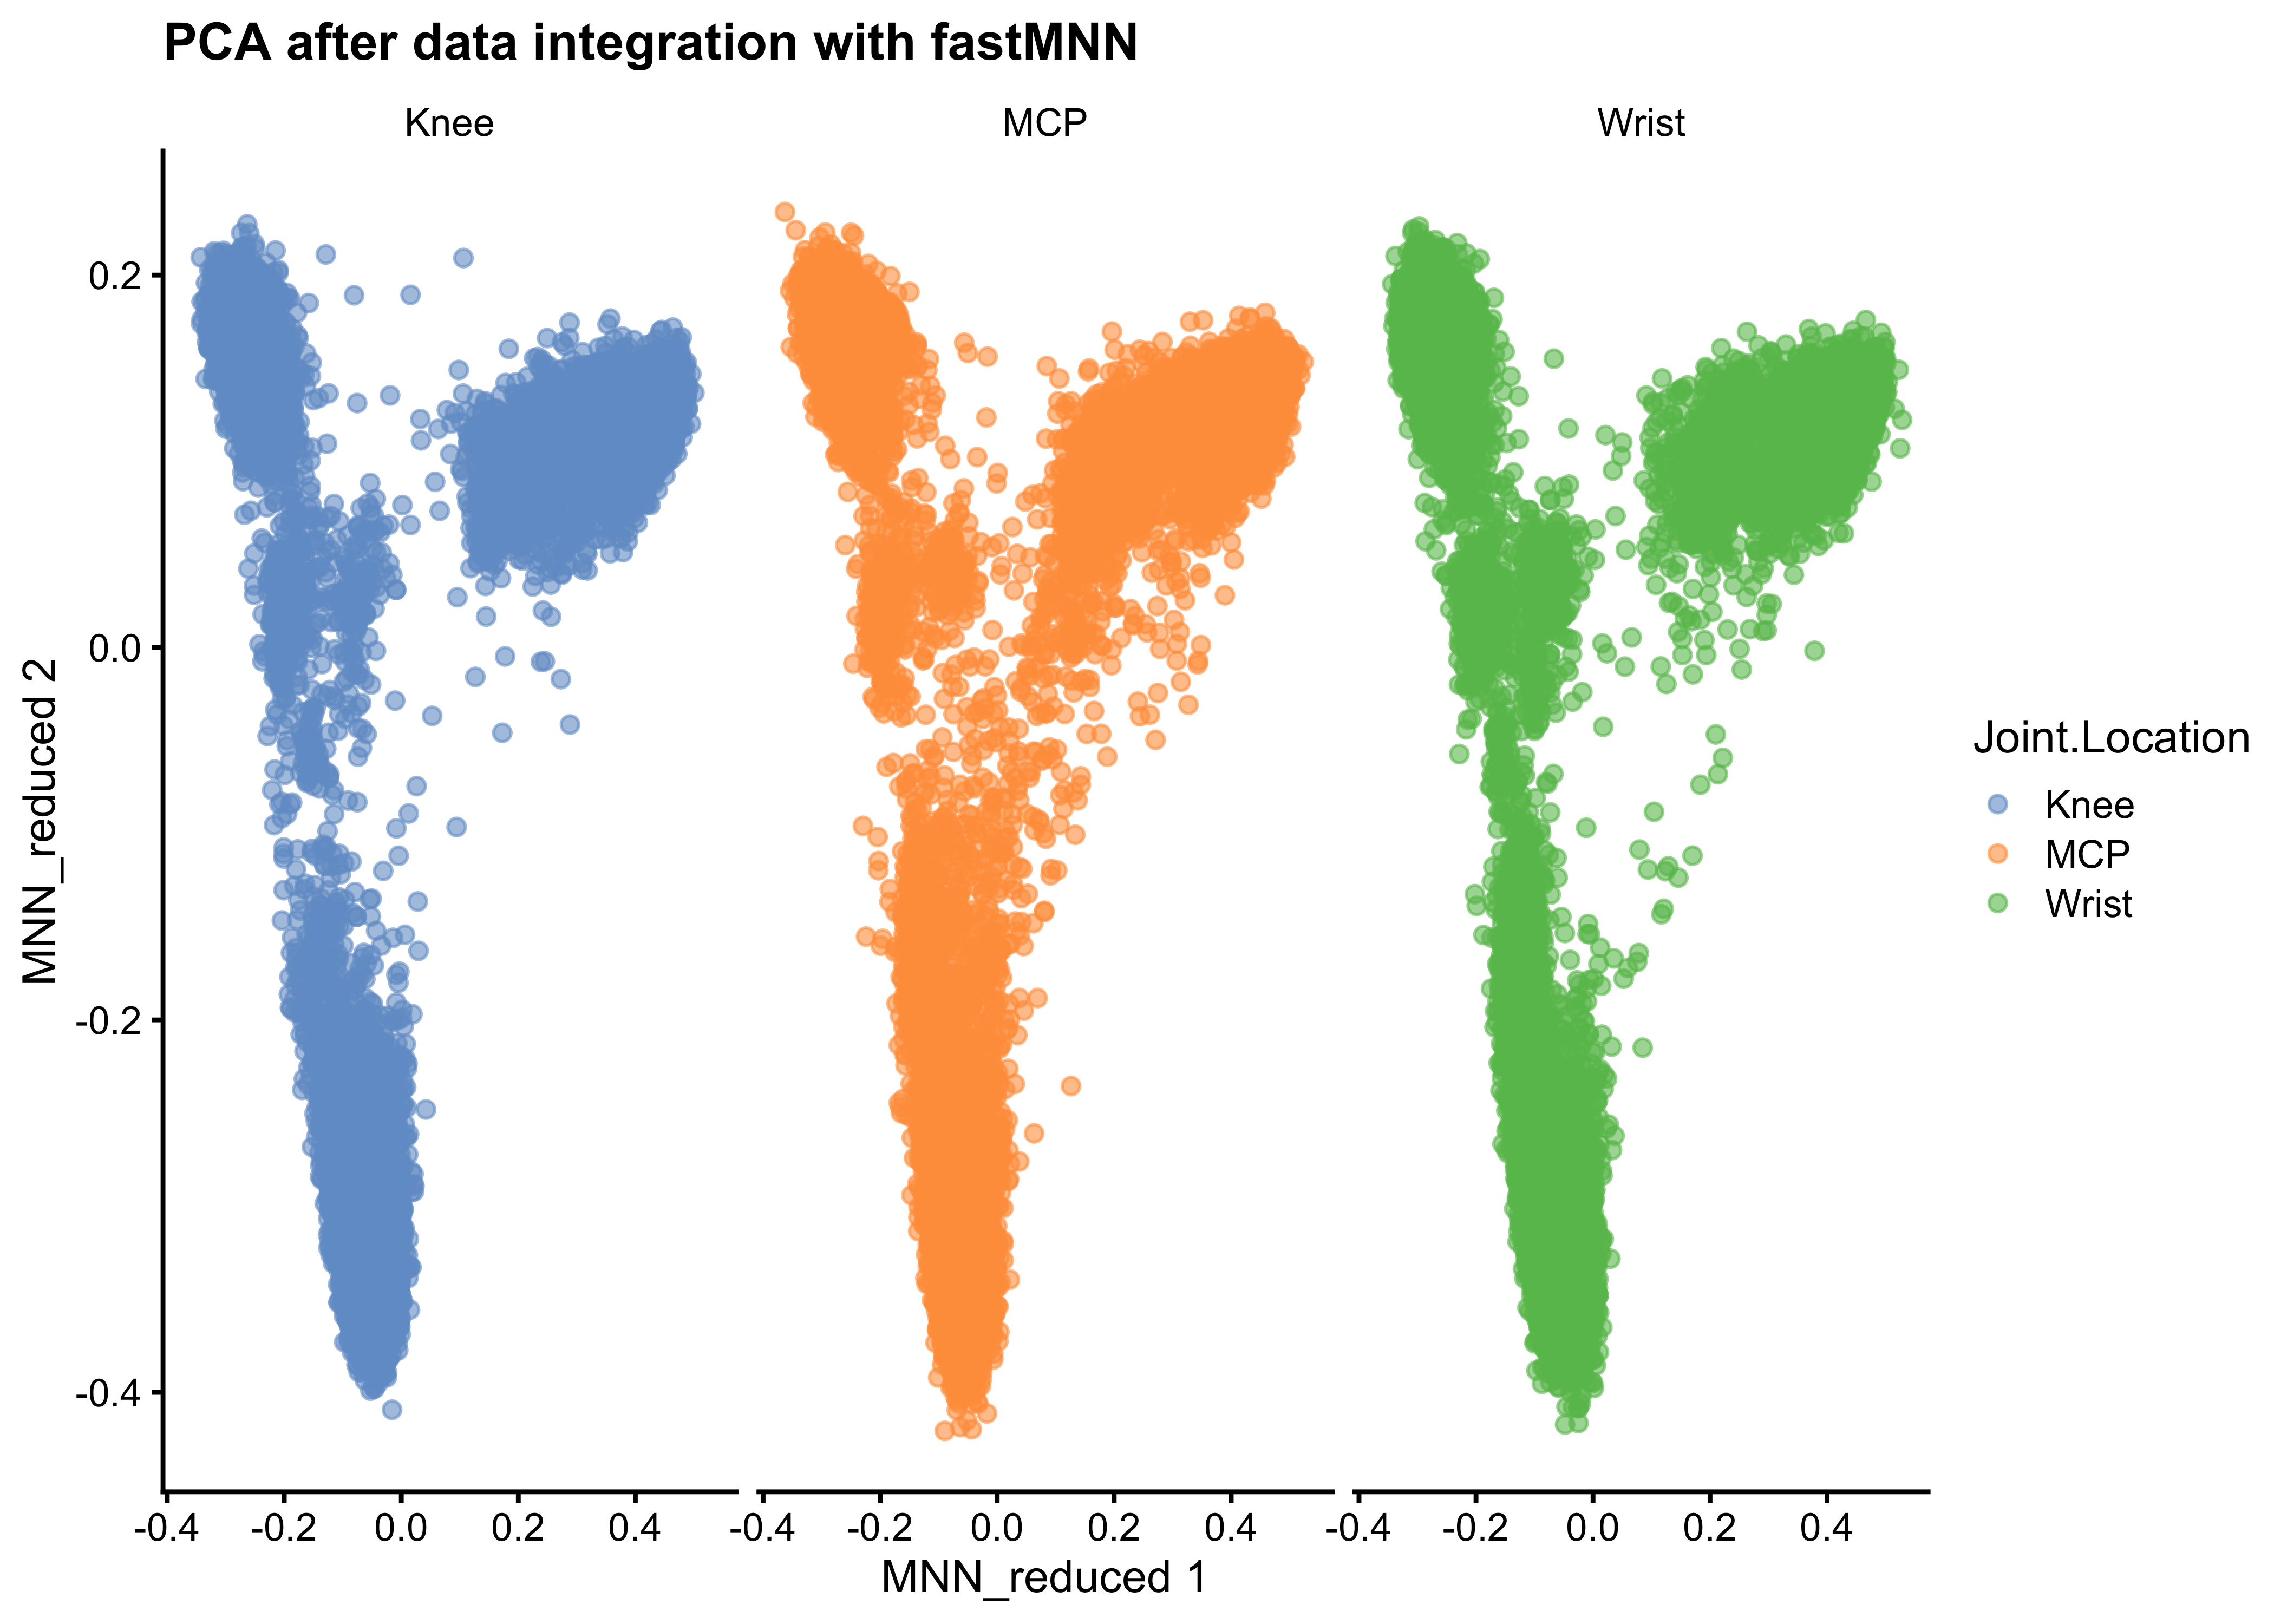 PCA after data integration with fastMNN
Knee MCP Wrist
0.2
0.0
-0.2
-0.4
MNN_reduced 2
-0.4 -0.2 0.0 0.2 0.4 -0.4 -0.2 0.0 0.2 0.4 -0.4 -0.2 0.0 0.2 0.4
MNN_reduced 1
Joint.Location
Knee
MCP
Wrist